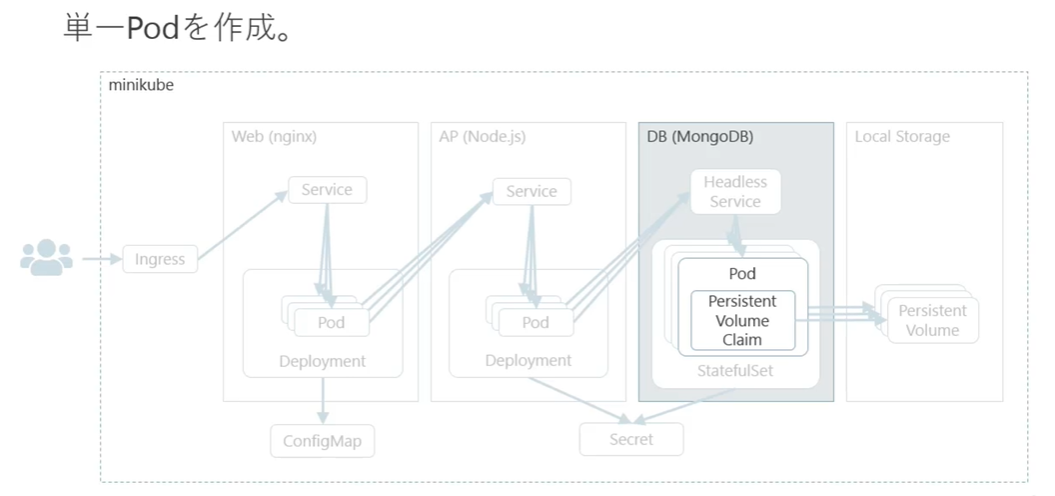 単一Podを作成。
minikube
Web (nginx)
AP (Node.js)
DB (MongoDB)
Local Storage
Service
Service
Headless
Service
Ingress
Pod
Deployment
Pod
Deployment
Pod
Persistent
Volume
Claim
StatefulSet
Persistent
Volume
ConfigMap
Secret